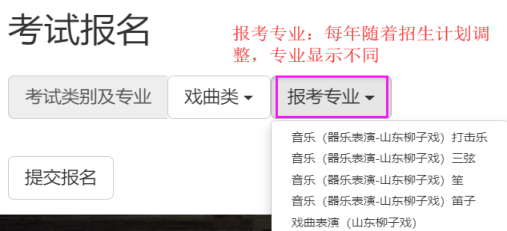 考试报名
报考专业：每年随着招生计划调
整，专业显示不同
考试类别及专业 戏曲类 报考专业
音乐（器乐表演-山东柳子戏）打击乐
音乐（器乐表演-山东柳子戏）三弦
音乐（器乐表演-山东柳子戏）笙
音乐（器乐表演-山东柳子戏）笛子
戏曲表演（山东柳子戏）
提交报名